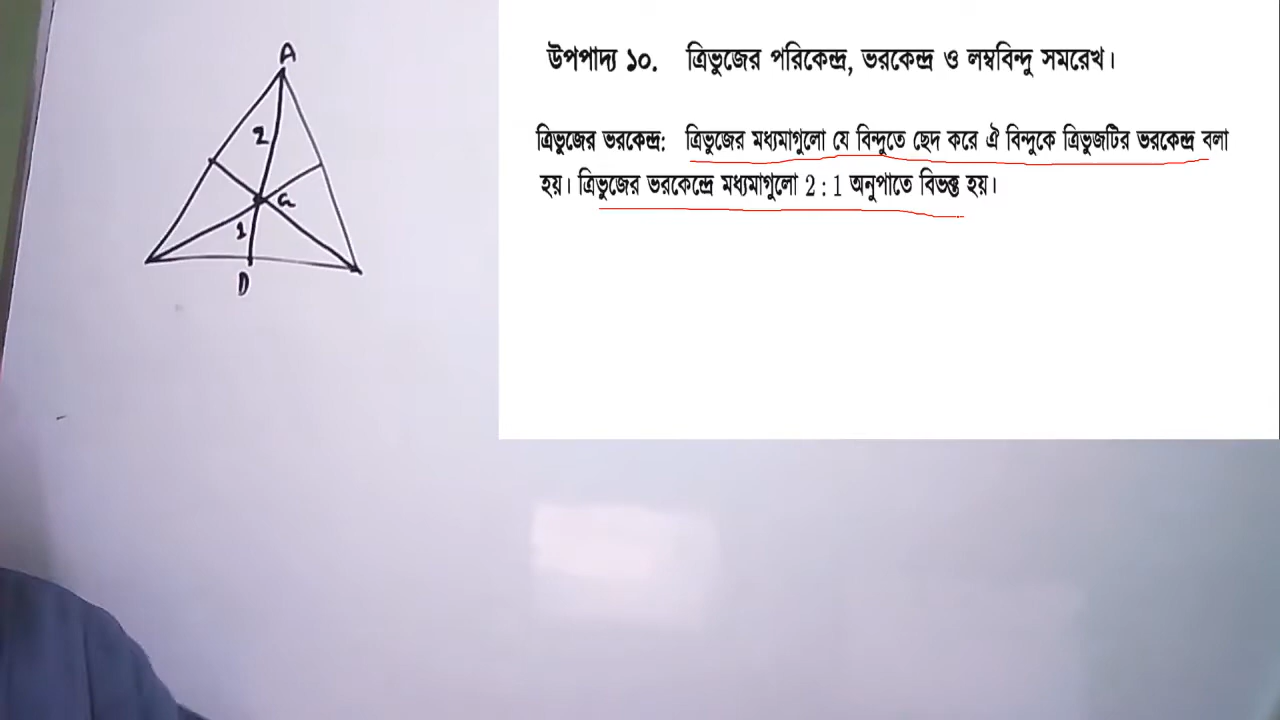 A
2
G
1
D
উপপাদ্য ১০. ত্রিভুজের পরিকেন্দ্র, ভরকেন্দ্র ও লম্ববিন্দু সমরেখ।
ত্রিভুজের ভরকেন্দ্র: ত্রিভুজের মধ্যমাগুলো যে বিন্দুতে ছেদ করে ঐ বিন্দুকে ত্রিভুজটির ভরকেন্দ্র বলা
হয়। ত্রিভুজের ভরকেন্দ্রে মধ্যমাগুলো 2 : 1 অনুপাতে বিভক্ত হয়।